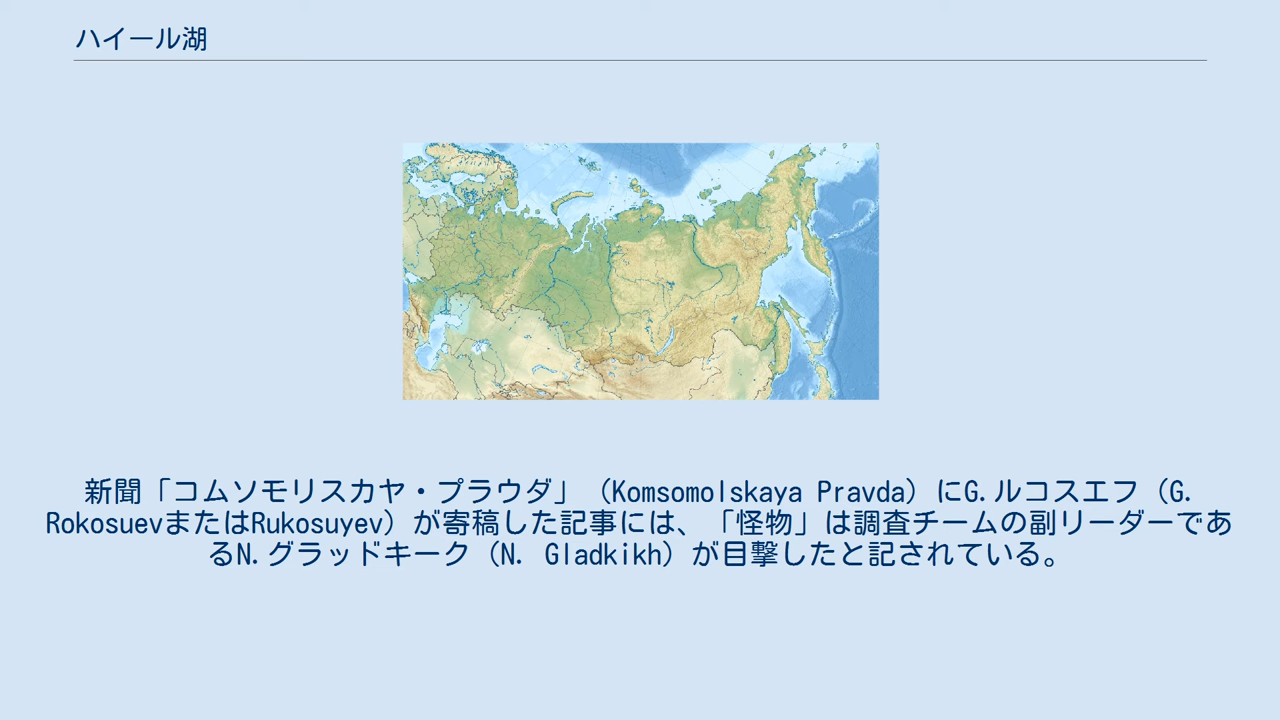 ハイール湖
新聞「コムソモリスカヤ・プラウダ」（Komsomolskaya Pravda）にG.ルコスエフ（G.
RokosuevまたはRukosuyev）が寄稿した記事には、「怪物」は調査チームの副リーダーであ
るN.グラッドキーク（N. Gladkikh）が目撃したと記されている。